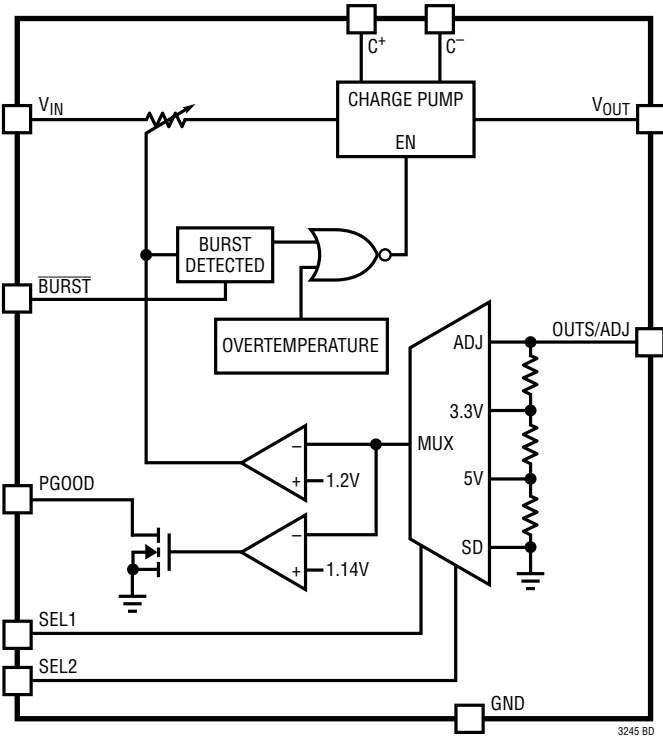 C+ C–
VIN
CHARGE PUMP
VOUT
EN
BURST
DETECTED
BURST
OVERTEMPERATURE
OUTS/ADJ
ADJ
3.3V
MUX
–
+
1.2V
5V
PGOOD
–
+
1.14V
SD
SEL1
SEL2
GND
3245 BD